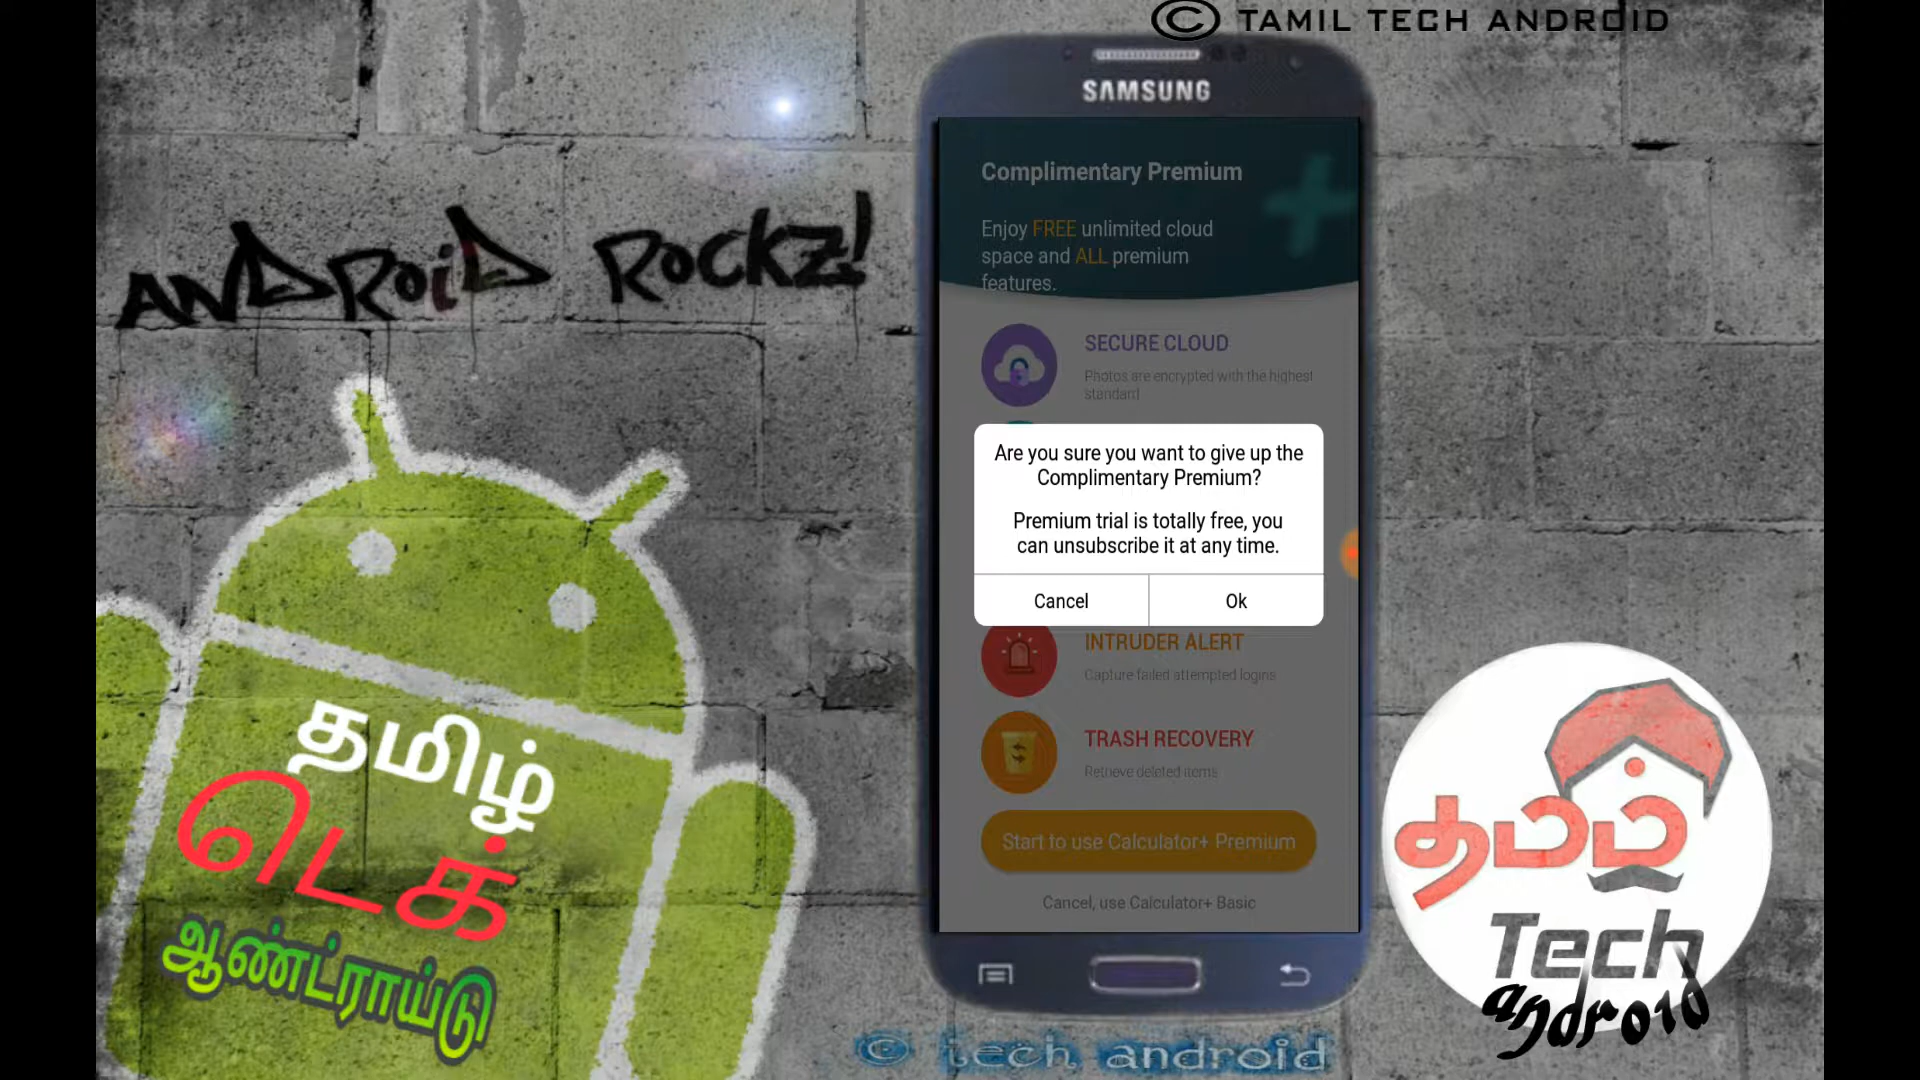 © TAMIL TECH ANDROID
SAMSUNG
ANDROID ROCKZ!
Complimentary Premium
Enjoy FREE unlimited cloud
space and ALL premium
features.
SECURE CLOUD
Photos are encrypted with the highest
standard
Are you sure you want to give up the
Complimentary Premium?
Premium trial is totally free, you
can unsubscribe it at any time.
Cancel
Ok
INTRUDER ALERT
Capture failed attempted logins
TRASH RECOVERY
Retrieve deleted items
Start to use Calculator+ Premium
Cancel, use Calculator+ Basic
தமிழ்
டெக்
ஆண்ட்ராய்டு
தமிழ்
Tech
android
© tech android